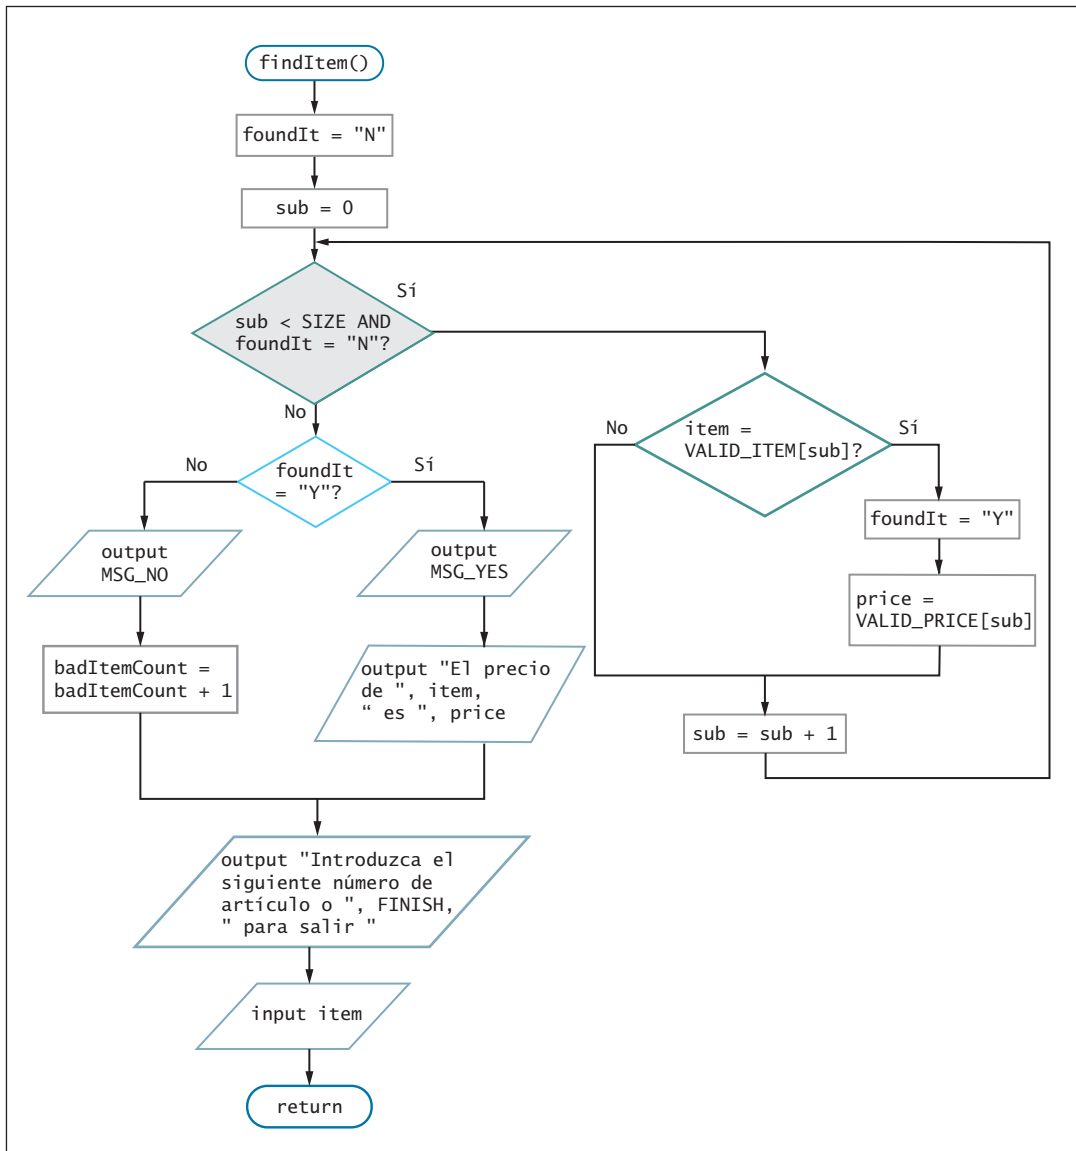 findItem()
foundIt = "N"
sub = 0
Sí
sub < SIZE AND
foundIt = "N"?
No
No
item =
VALID_ITEM[sub]?
Sí
foundIt = "Y"
price =
VALID_PRICE[sub]
sub = sub + 1
No
foundIt
= "Y"?
Sí
output
MSG_NO
badItemCount =
badItemCount + 1
output
MSG_YES
output "El precio
de ", item,
“ es ", price
output "Introduzca el
siguiente número de
artículo o ", FINISH,
" para salir "
input item
return